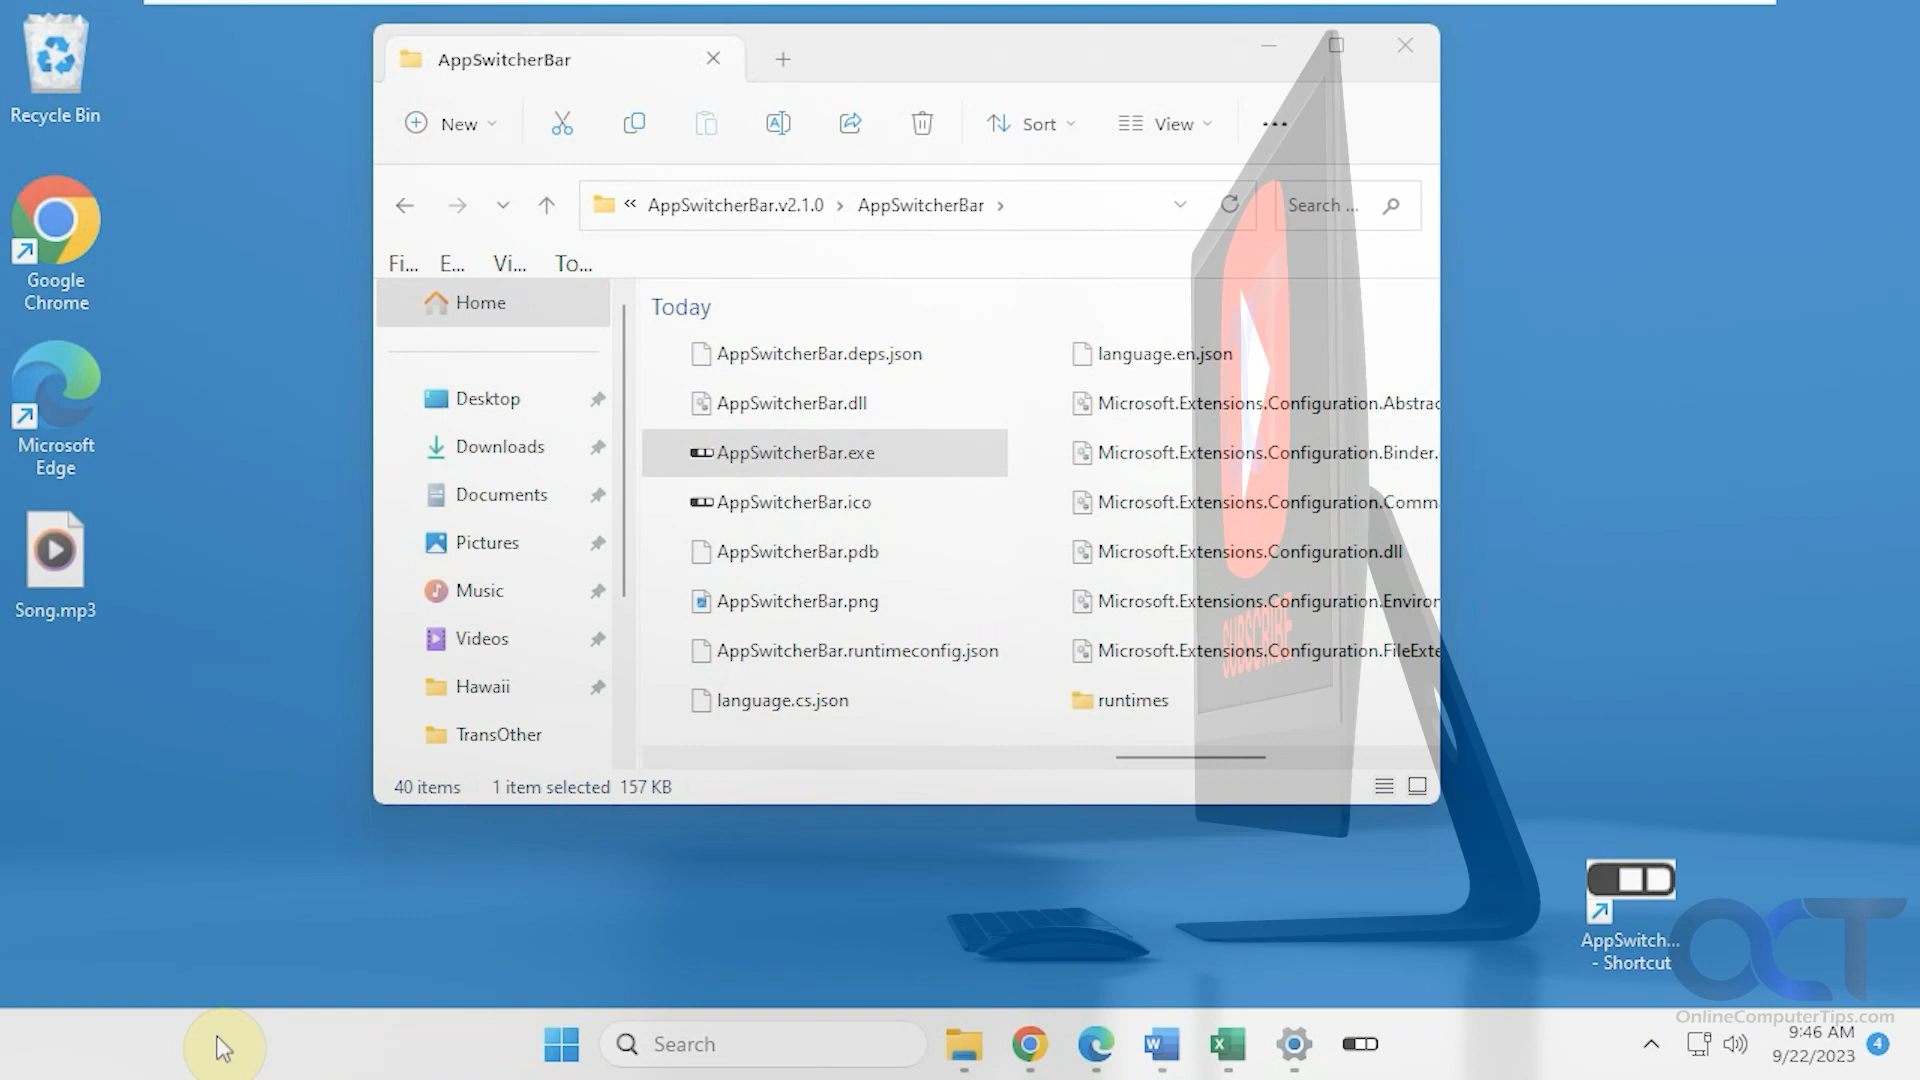 Recycle Bin
Google
Chrome
Microsoft
Edge
Song.mp3
AppSwitcherBar
New
Sort
View
AppSwitcherBar.v2.1.0
AppSwitcherBar
Search ...
Fi...
E...
Vi...
To...
Home
Desktop
Downloads
Documents
Pictures
Music
Videos
Hawaii
TransOther
Today
AppSwitcherBar.deps.json
AppSwitcherBar.dll
AppSwitcherBar.exe
AppSwitcherBar.ico
AppSwitcherBar.pdb
AppSwitcherBar.png
AppSwitcherBar.runtimeconfig.json
language.cs.json
language.en.json
Microsoft.Extensions.Configuration.Abstrac
Microsoft.Extensions.Configuration.Binder.
Microsoft.Extensions.Configuration.Comm
Microsoft.Extensions.Configuration.dll
Microsoft.Extensions.Configuration.Environ
Microsoft.Extensions.Configuration.FileExte
runtimes
SUBSCRIBE
40 items
1 item selected 157 KB
AppSwitch...
- Shortcut
OCT
OnlineComputerTips.com
Search
W
X
9:46 AM
9/22/2023
4